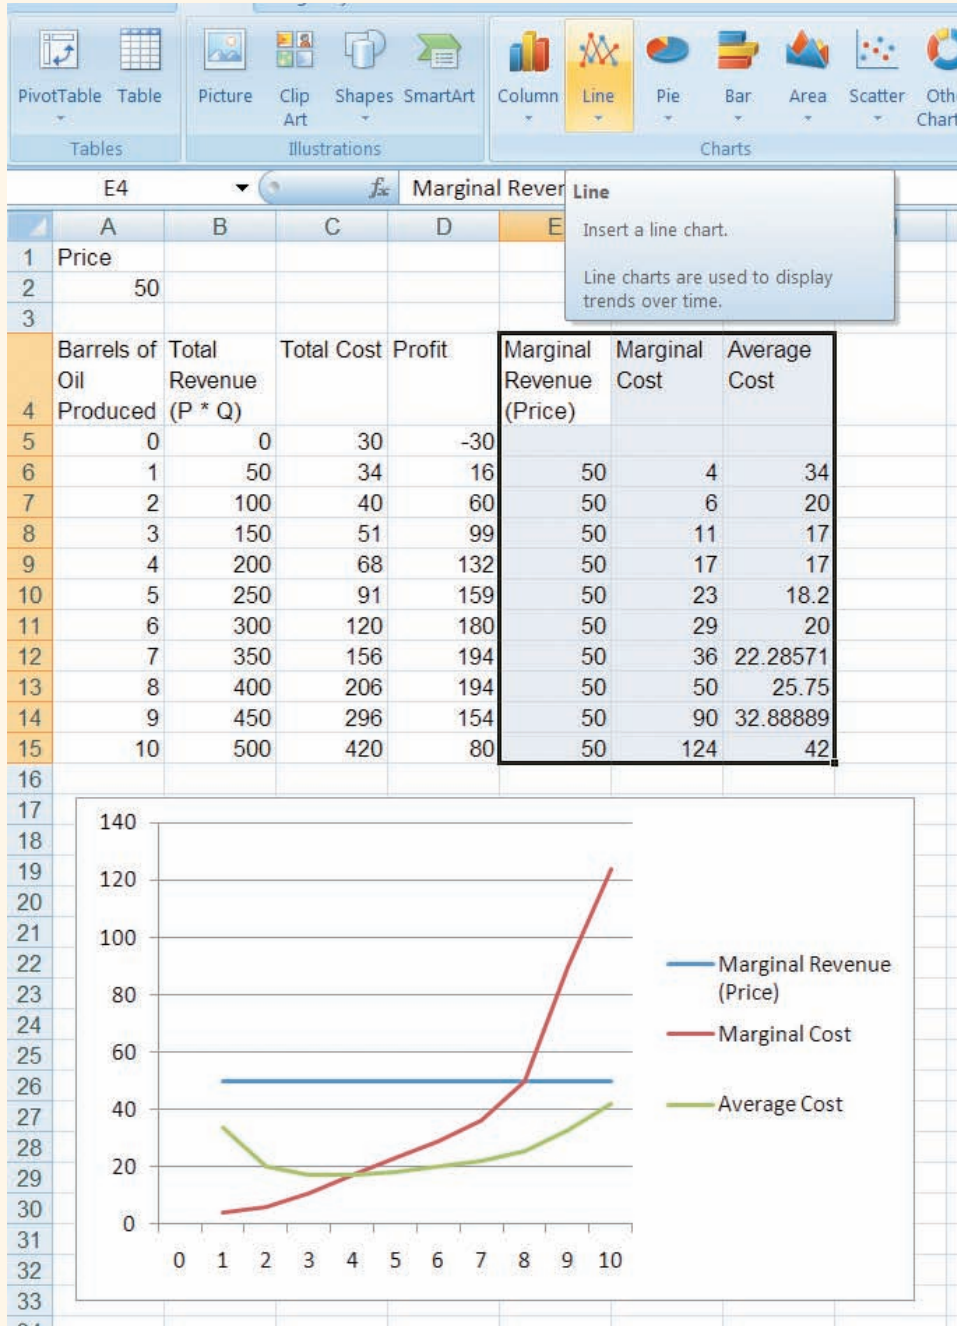 PivotTable Table Picture Clip Art Shapes SmartArt Column Line Pie Bar Area Scatter
Tables Illustrations Charts
E4 fx Marginal
Line
Insert a line chart.
Line charts are used to display
trends over time.
A B C D E
1 Price
2 50
3
4 Barrels of Oil Produced Total Revenue (P * Q) Total Cost Profit Marginal Revenue (Price) Marginal Cost Average Cost
5 0 0 30 -30
6 1 50 34 16 50 4 34
7 2 100 40 60 50 6 20
8 3 150 51 99 50 11 17
9 4 200 68 132 50 17 17
10 5 250 91 159 50 23 18.2
11 6 300 120 180 50 29 20
12 7 350 156 194 50 36 22.28571
13 8 400 206 194 50 50 25.75
14 9 450 296 154 50 90 32.88889
15 10 500 420 80 50 124 42
16
17
18
19
20
21
22
23
24
25
26
27
28
29
30
31
32
33
140
120
100
80
60
40
20
0
0 1 2 3 4 5 6 7 8 9 10
Marginal Revenue
(Price)
Marginal Cost
Average Cost